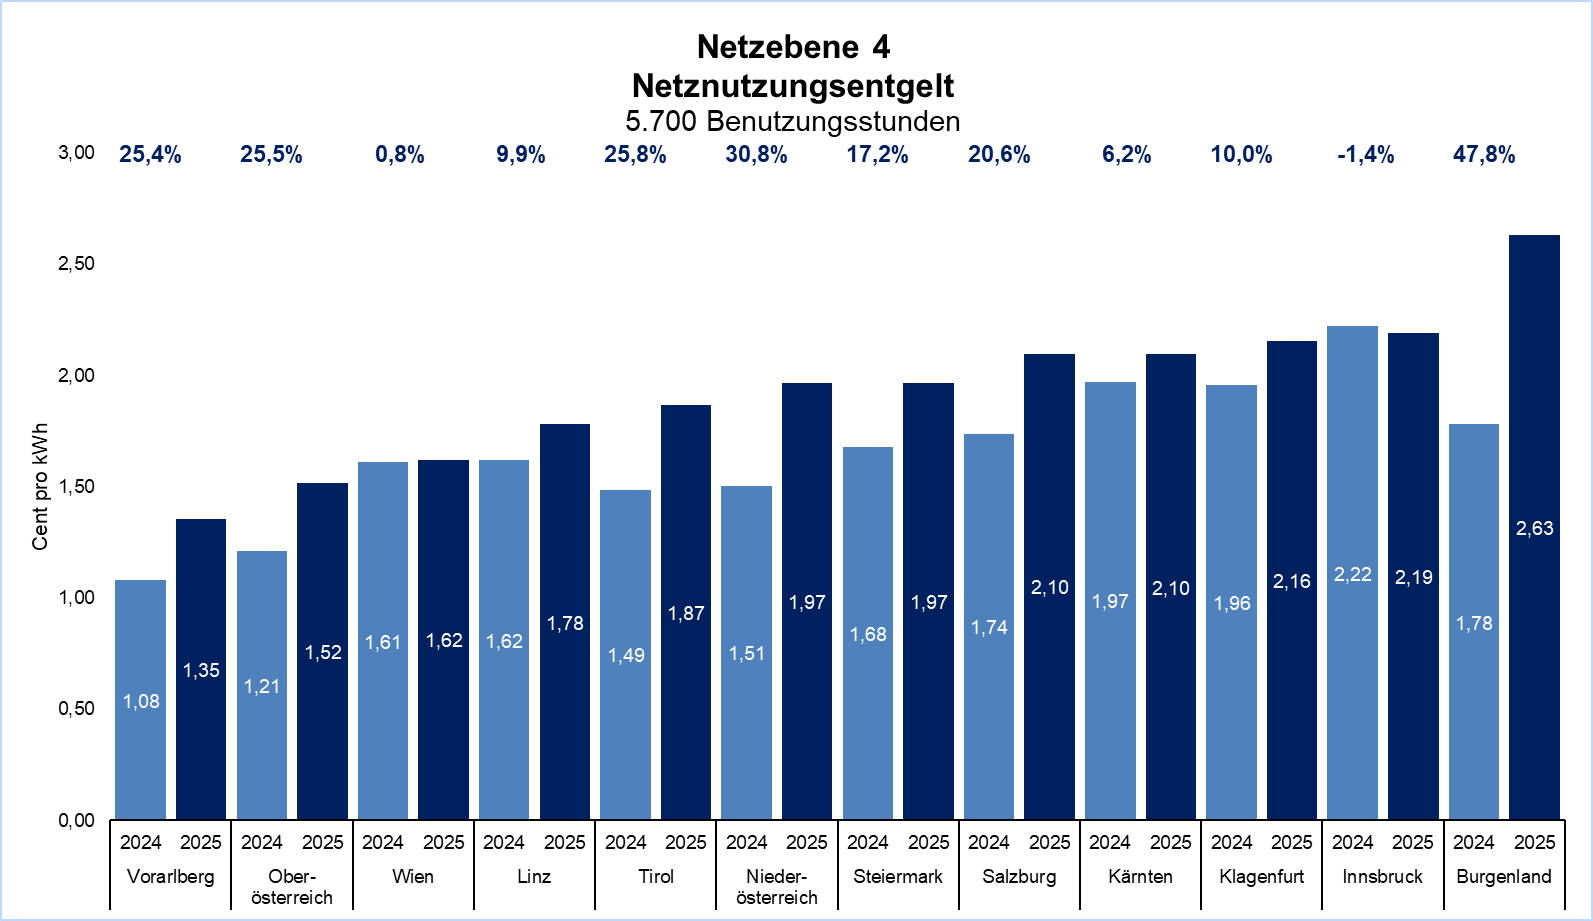 Netzebene 4
Netznutzungsentgelt
5.700 Benutzungsstunden
25,4% 25,5% 0,8% 9,9% 25,8% 30,8% 17,2% 20,6% 6,2% 10,0% -1,4% 47,8%
3,00
2,50
2,00
1,50
1,00
0,50
0,00
Cent pro kWh
1,08 1,35 1,21 1,52 1,61 1,62 1,62 1,78 1,49 1,87 1,51 1,97 1,68 1,97 1,74 2,10 1,97 2,10 1,96 2,16 2,22 2,19 1,78 2,63
2024 2025 2024 2025 2024 2025 2024 2025 2024 2025 2024 2025 2024 2025 2024 2025 2024 2025 2024 2025 2024 2025 2024 2025
Vorarlberg Ober- Wien Linz Tirol Nieder- Steiermark Salzburg Kärnten Klagenfurt Innsbruck Burgenland
österreich österreich